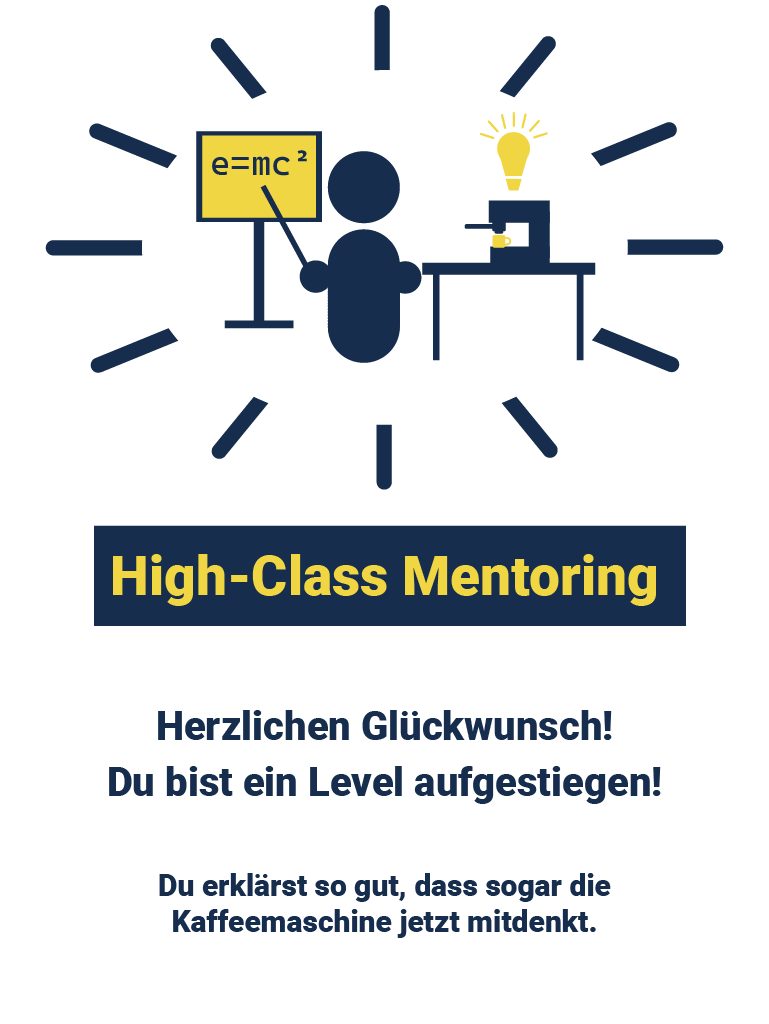 e=mc²
High-Class Mentoring
Herzlichen Glückwunsch!
Du bist ein Level aufgestiegen!
Du erklärst so gut, dass sogar die
Kaffeemaschine jetzt mitdenkt.